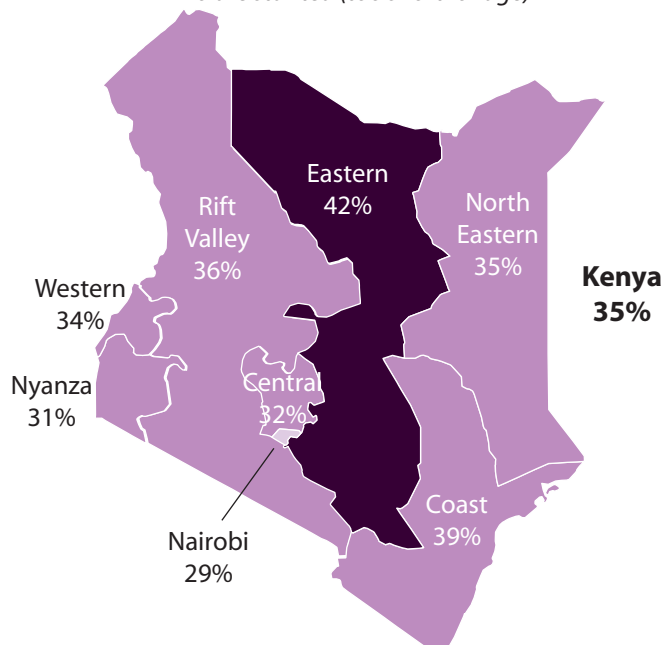 Eastern
42%
Rift
Valley
36%
North
Eastern
35%
Kenya
35%
Western
34%
Nyanza
31%
Central
32%
Coast
39%
Nairobi
29%